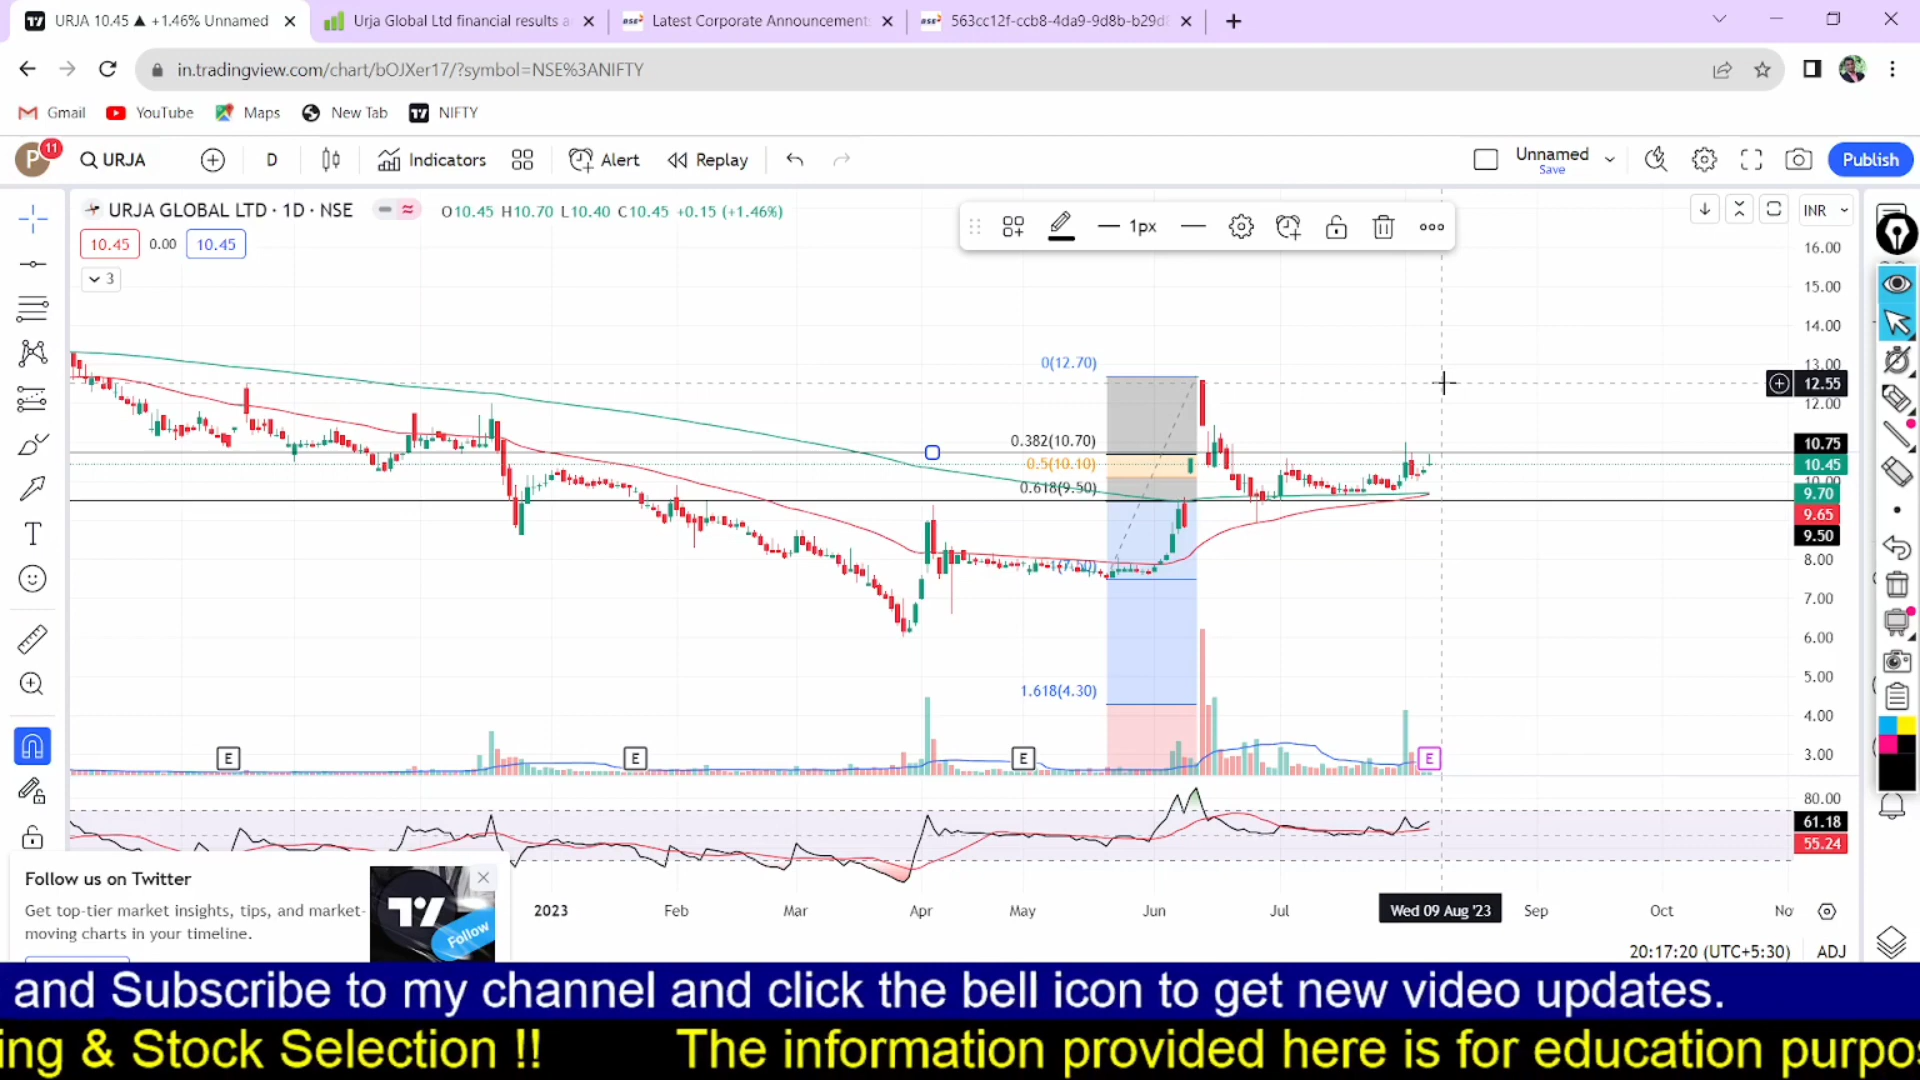 URJA 10.45 ▲ +1.46% Unnamed
Urja Global Ltd financial results a
Latest Corporate Announcement
563cc12f-ccb8-4da9-9d8b-b29d
in.tradingview.com/chart/bOJXer17/?symbol=NSE%3ANIFTY
Gmail YouTube Maps New Tab NIFTY
P 11 URJA D Indicators Alert Replay Unnamed Save Publish
URJA GLOBAL LTD · 1D · NSE O10.45 H10.70 L10.40 C10.45 +0.15 (+1.46%)
10.45 0.00 10.45
3
1px
INR
16.00
15.00
14.00
13.00
12.55
12.00
10.75
10.45
10.00
9.70
9.65
9.50
8.00
7.00
6.00
5.00
4.00
3.00
80.00
61.18
55.24
0(12.70)
0.382(10.70)
0.5(10.10)
0.618(9.50)
1(7.50)
1.618(4.30)
E E E E
Follow us on Twitter
Get top-tier market insights, tips, and market-
moving charts in your timeline.
Follow
2023 Feb Mar Apr May Jun Jul Wed 09 Aug '23 Sep Oct No
20:17:20 (UTC+5:30) ADJ
and Subscribe to my channel and click the bell icon to get new video updates.
ing & Stock Selection !! The information provided here is for education purpos